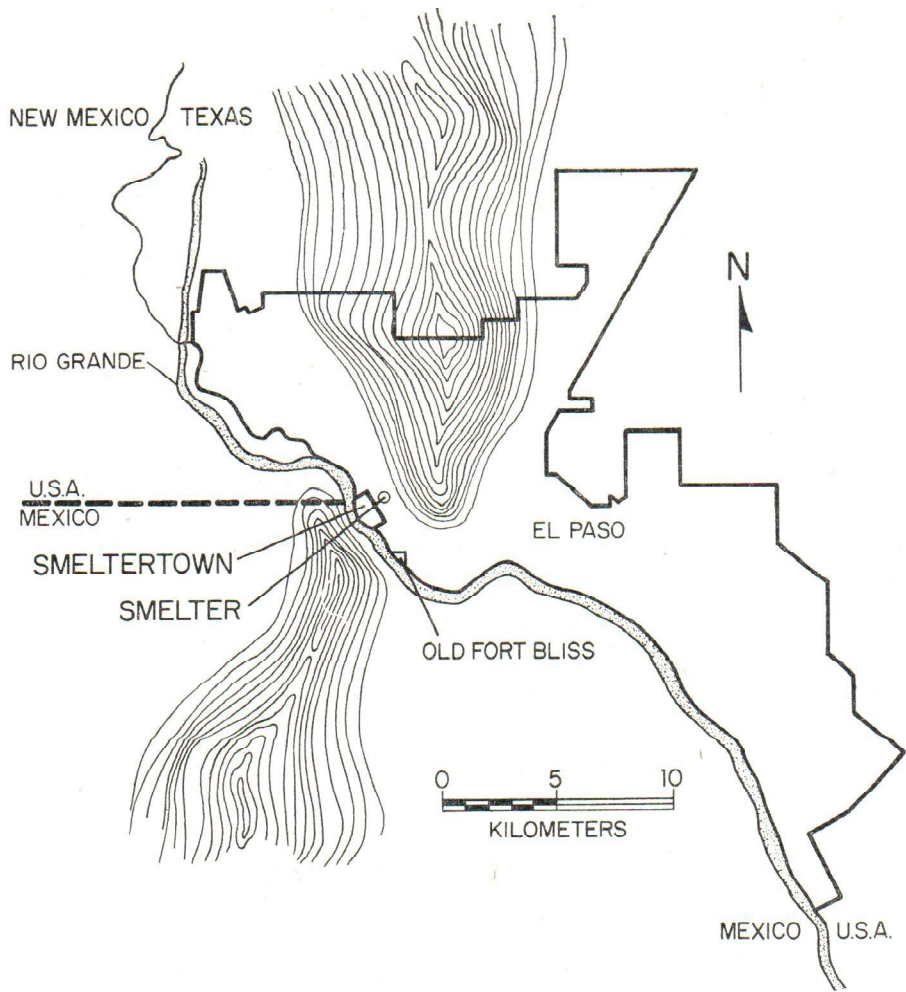 NEW MEXICO TEXAS
N
RIO GRANDE
U.S.A.
MEXICO
EL PASO
SMELTERTOWN
SMELTER
OLD FORT BLISS
0 5 10
KILOMETERS
MEXICO U.S.A.